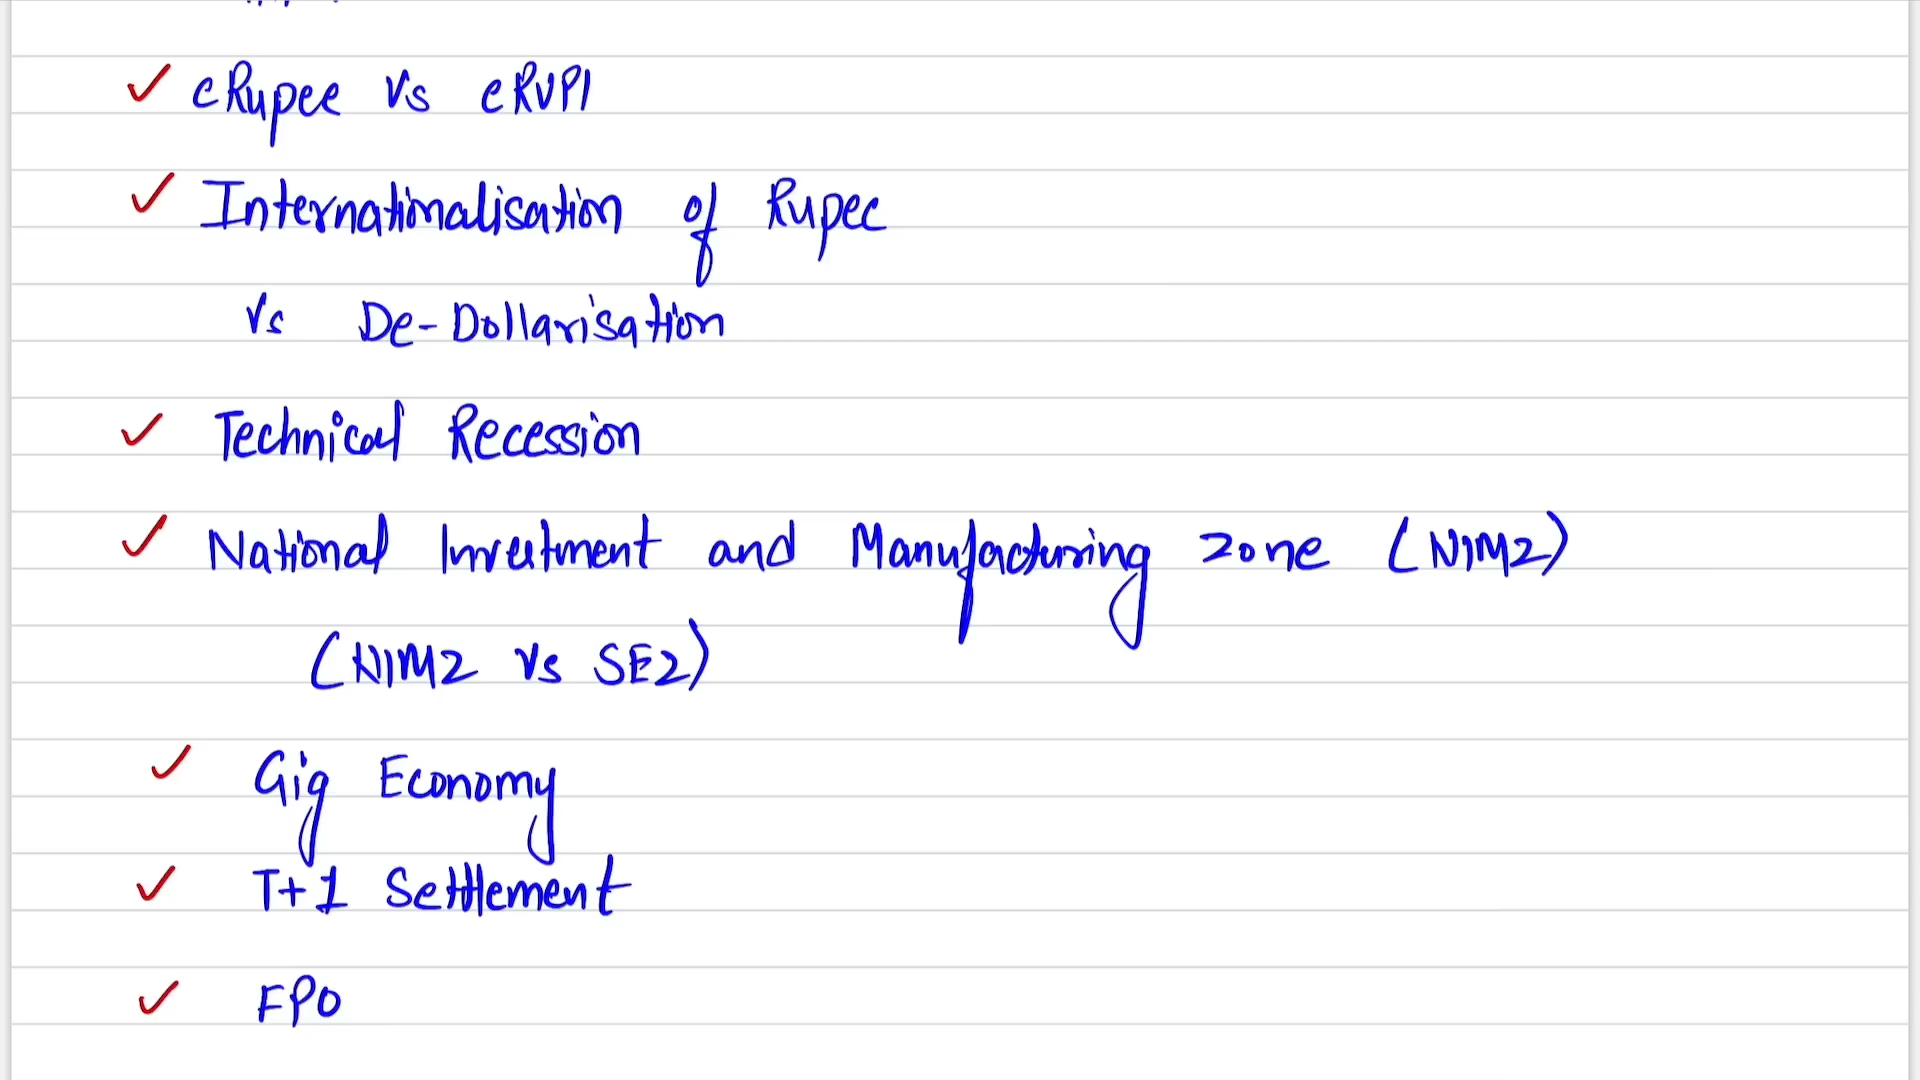 ✓ eRupee Vs eRUPI
✓ Internationalisation of Rupee
Vs De-Dollarisation
✓ Technical Recession
✓ National Investment and Manufacturing Zone (NIMZ)
(NIMZ Vs SEZ)
✓ Gig Economy
✓ T+1 Settlement
✓ FPO